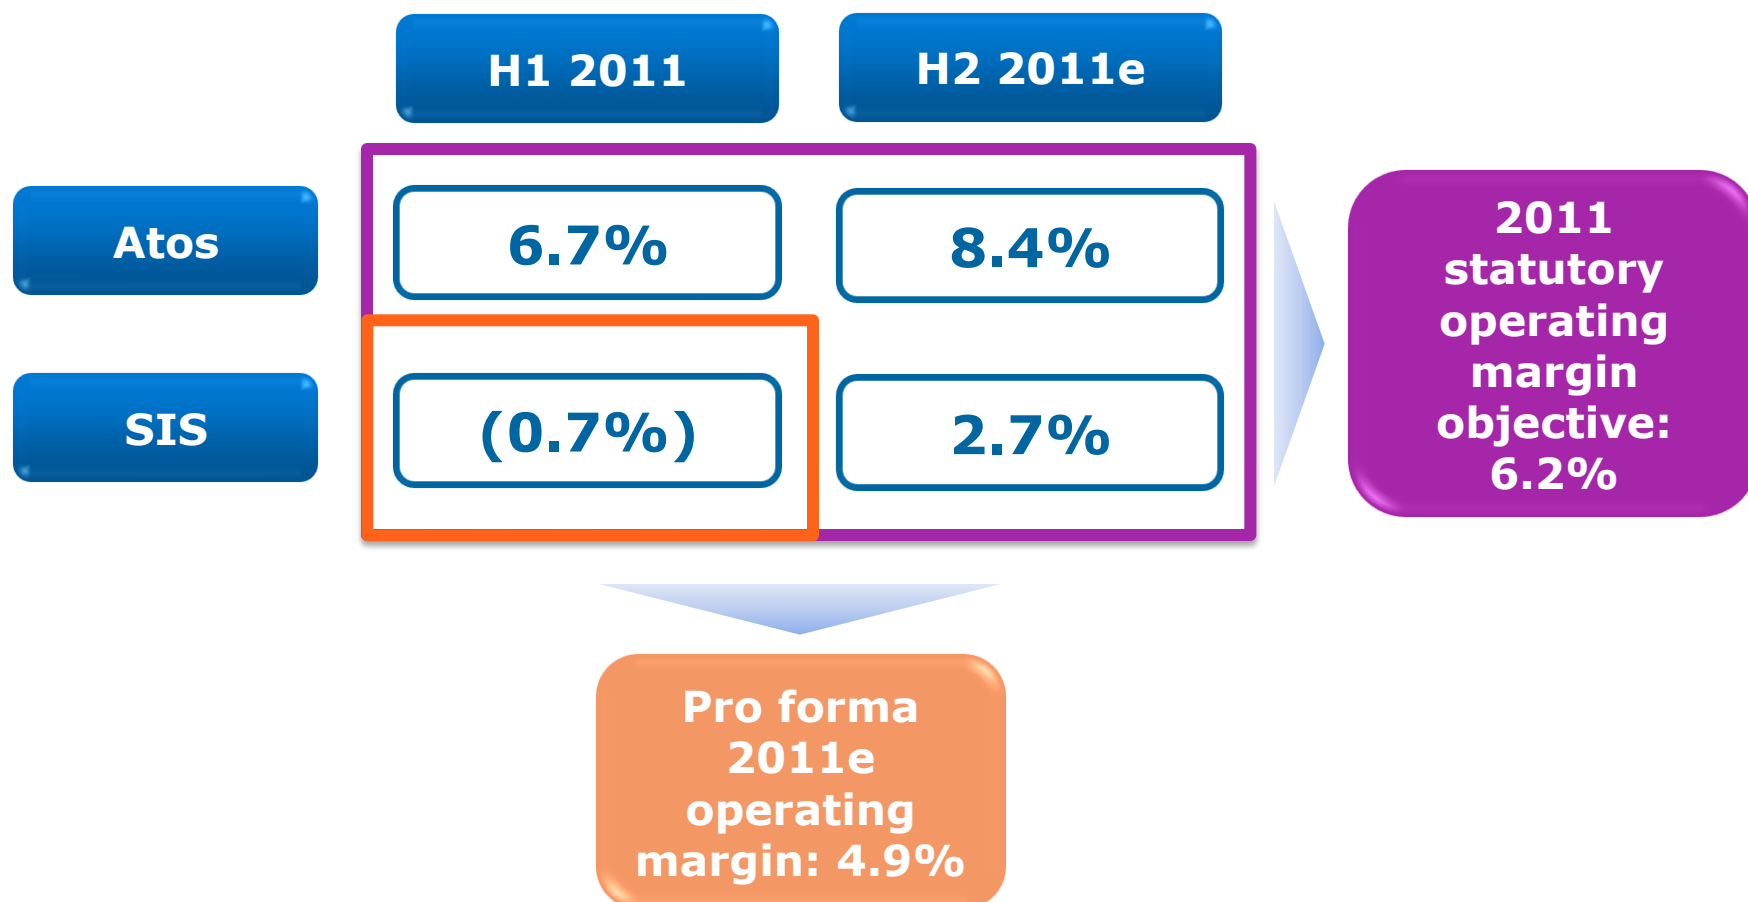 H1 2011
H2 2011e
Atos
6.7%
8.4%
SIS
(0.7%)
2.7%
2011
statutory
operating
margin
objective:
6.2%
Pro forma
2011e
operating
margin: 4.9%